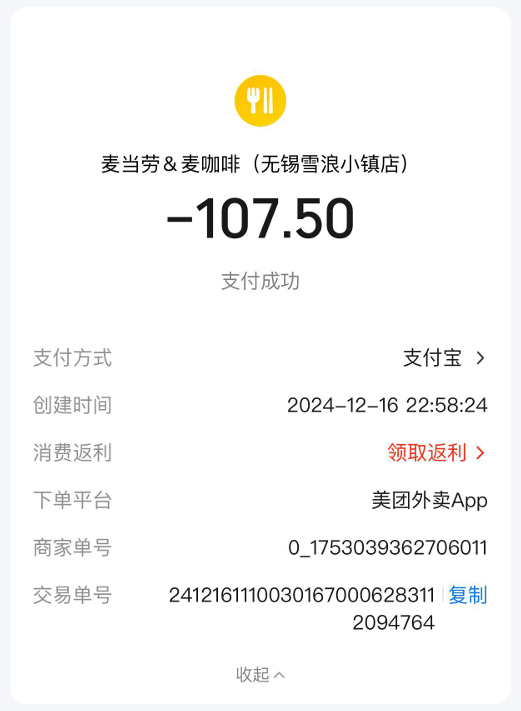 麦当劳＆麦咖啡（无锡雪浪小镇店）
-107.50
支付成功
支付方式 支付宝
创建时间 2024-12-16 22:58:24
消费返利 领取返利
下单平台 美团外卖App
商家单号 0_1753039362706011
交易单号 2412161110030167000628311 复制
2094764
收起